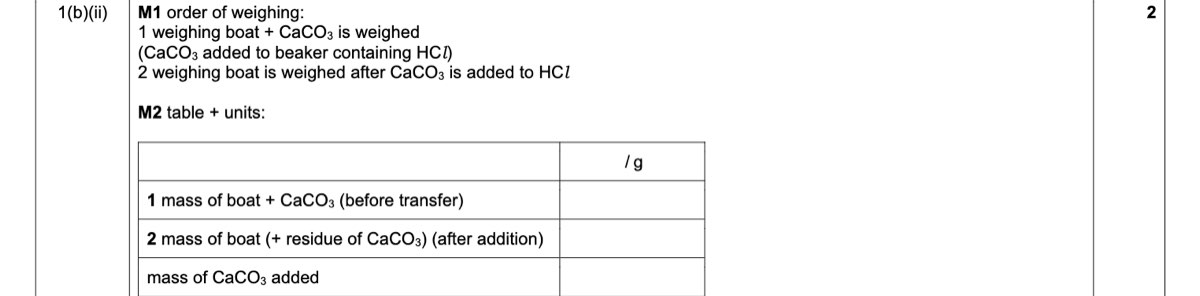 1(b)(ii) M1 order of weighing: 2
1 weighing boat + CaCO₃ is weighed
(CaCO₃ added to beaker containing HCl)
2 weighing boat is weighed after CaCO₃ is added to HCl
M2 table + units:
/ g
1 mass of boat + CaCO₃ (before transfer)
2 mass of boat (+ residue of CaCO₃) (after addition)
mass of CaCO₃ added